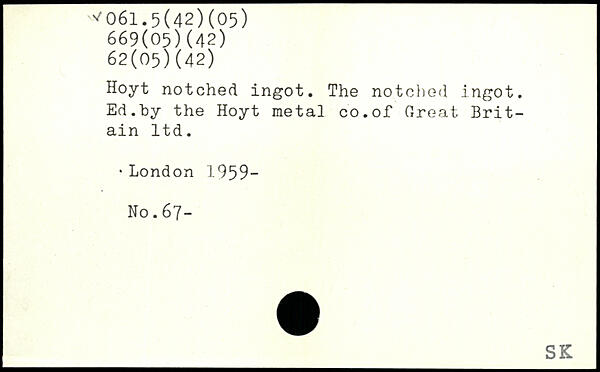 061.5(42)(05)
669(05)(42)
62(05)(42)
Hoyt notched ingot. The notched ingot.
Ed.by the Hoyt metal co.of Great Brit-
ain ltd.
London 1959-
No.67-
SK